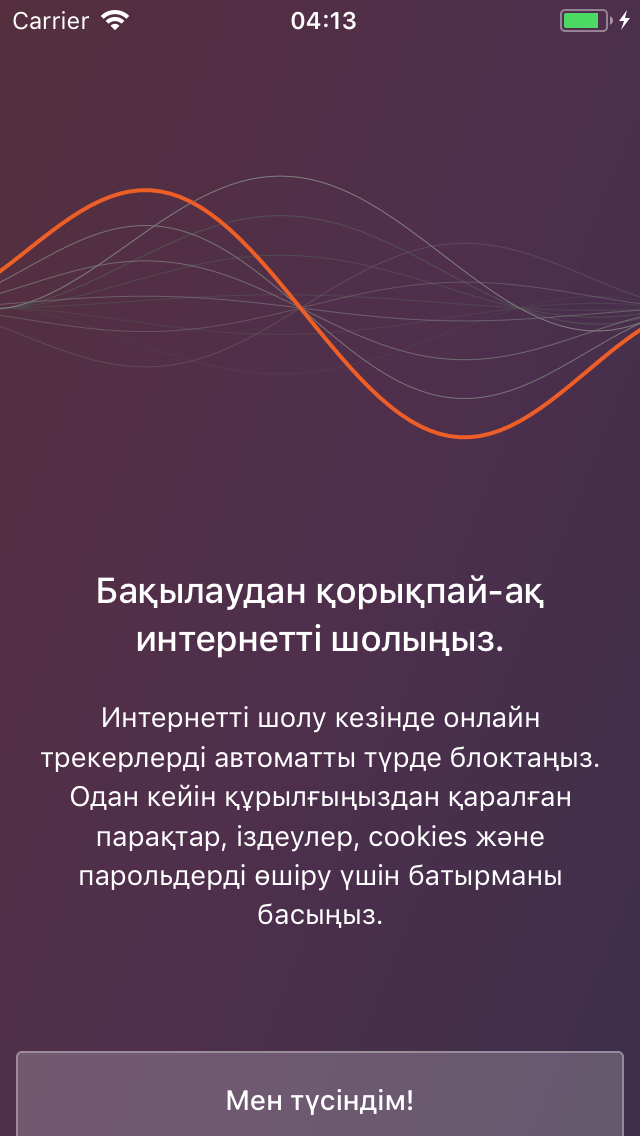 Carrier
04:13
Бақылаудан қорықпай-ақ
интернетті шолыңыз.
Интернетті шолу кезінде онлайн
трекерлерді автоматты түрде блоктаңыз.
Одан кейін құрылғыңыздан қаралған
парақтар, іздеулер, cookies және
парольдерді өшіру үшін батырманы
басыңыз.
Мен түсіндім!